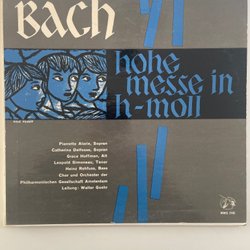 Bach
hohe
messe in
h-moll
Pierrette Alarie, Sopran
Catherine Delfosse, Sopran
Grace Hoffman, Alt
Leopold Simoneau, Tenor
Heinz Rehfuss, Bass
Chor und Orchester der
Philharmonischen Gesellschaft Amsterdam
Leitung: Walter Goehr